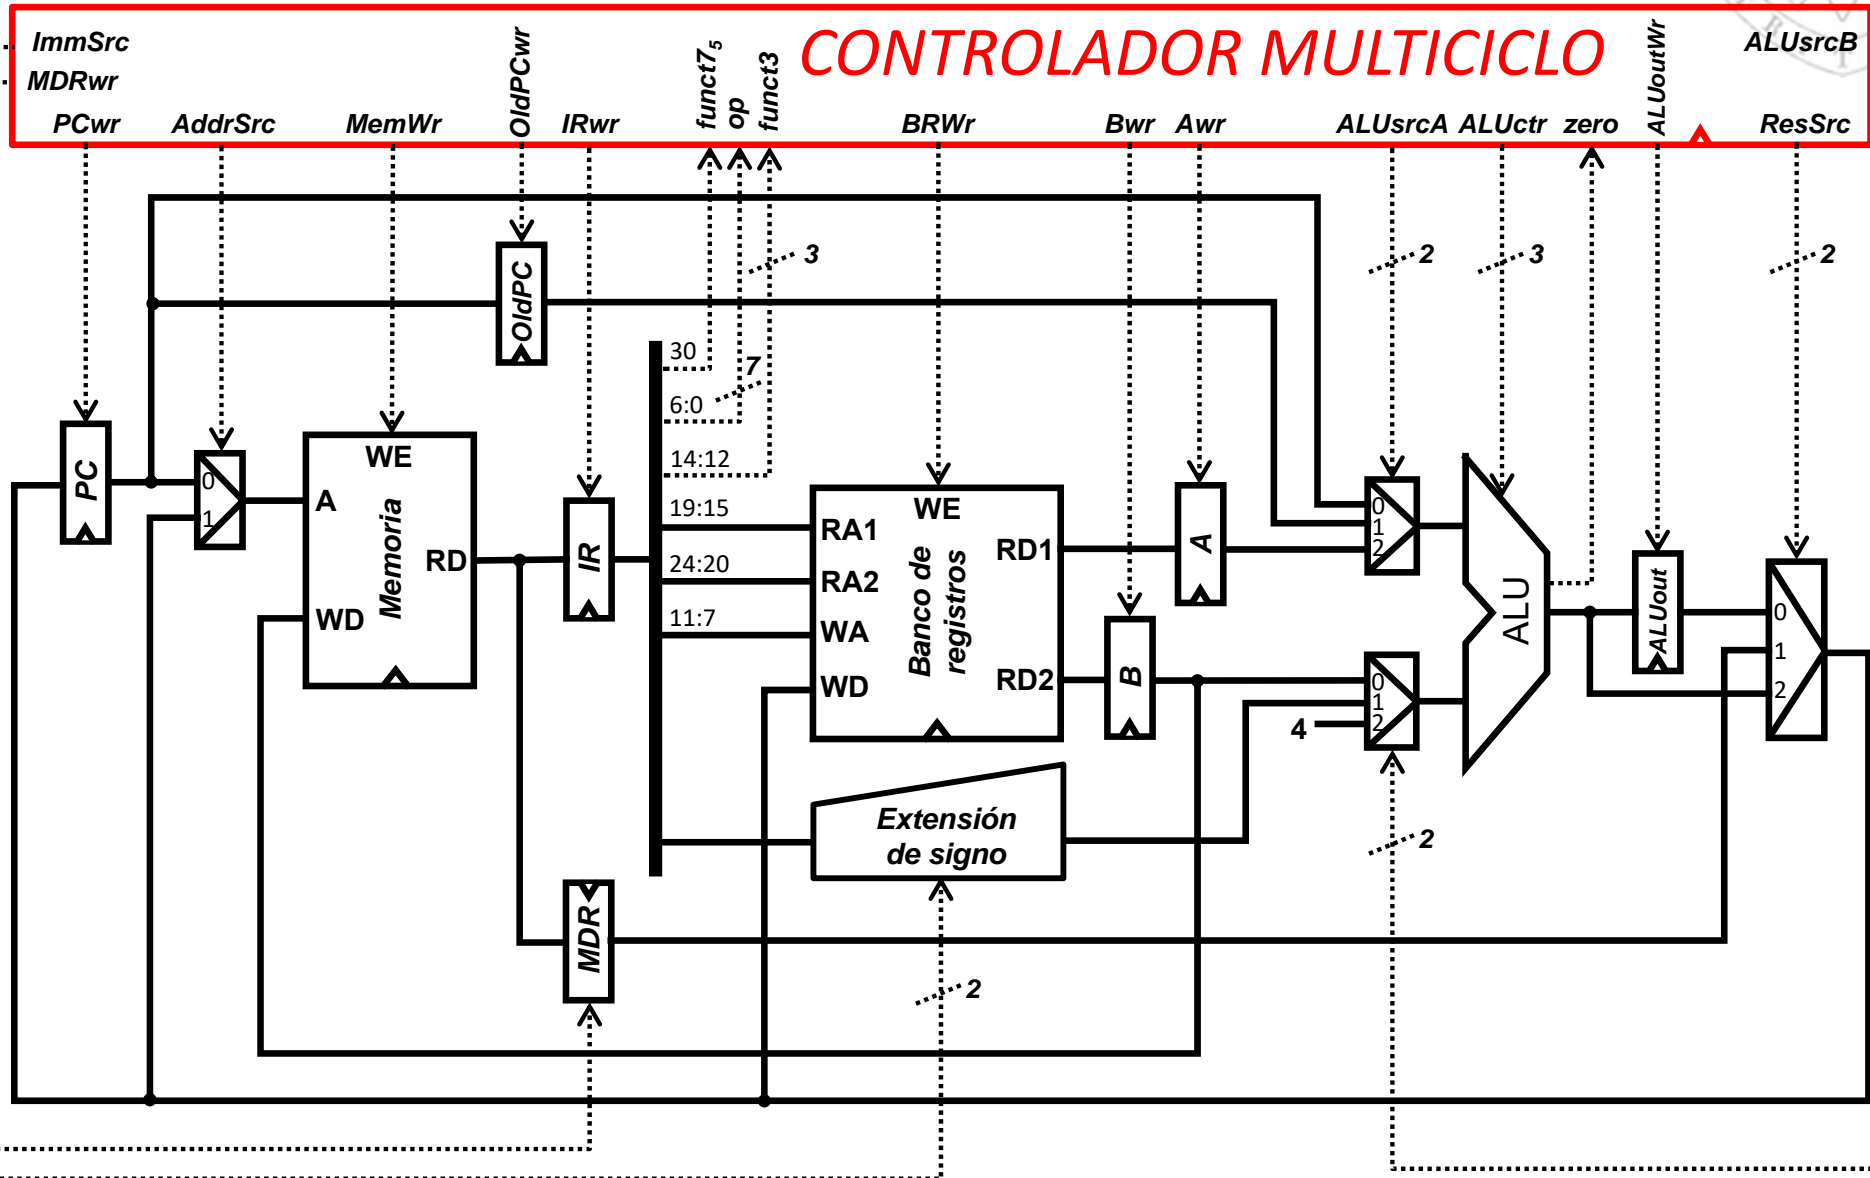 ImmSrc
MDRwr
PCwr
AddrSrc
MemWr
OldPCwr
IRwr
funct7₅
op
funct3
CONTROLADOR MULTICICLO
BRWr
Bwr
Awr
ALUsrcA
ALUctr
zero
ALUoutWr
ALUsrcB
ResSrc
3
2
3
2
OldPC
30
7
6:0
14:12
19:15
24:20
11:7
PC
0
1
WE
A
Memoria
RD
WD
IR
WE
RA1
RA2
WA
WD
Banco de
registros
RD1
RD2
A
B
0
1
2
0
1
2
4
ALU
ALUout
0
1
2
Extensión
de signo
2
MDR
2